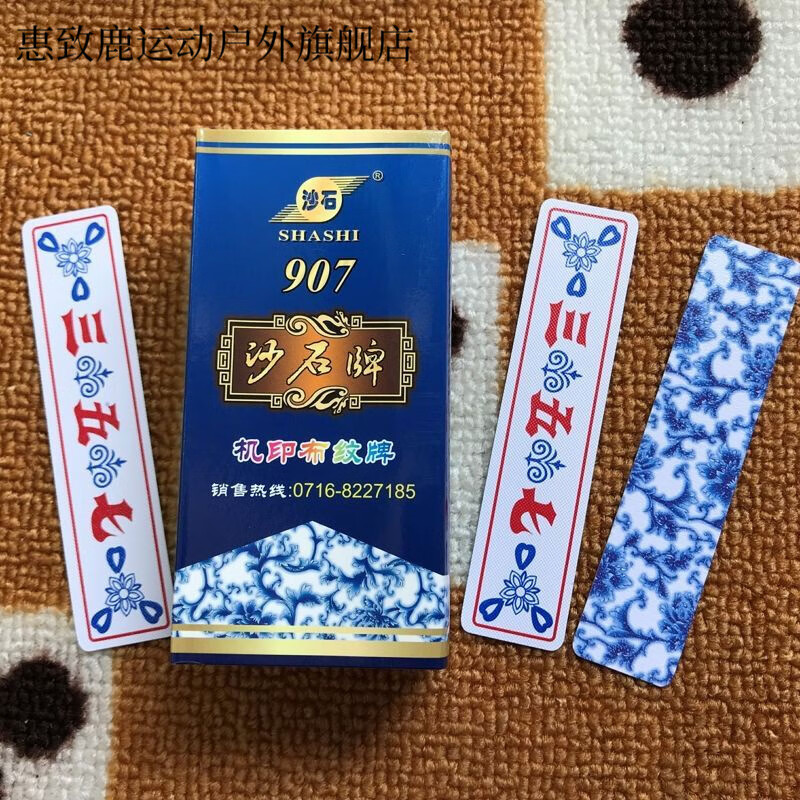 惠致鹿运动户外旗舰店
沙石
®
SHASHI
907
沙石牌
机印布纹牌
销售热线:0716-8227185
三五七
三五七